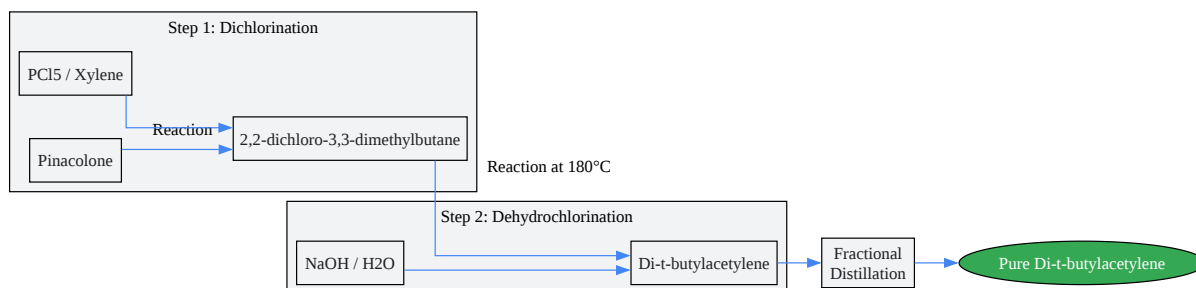 Step 1: Dichlorination
PCl5 / Xylene
Reaction
2,2-dichloro-3,3-dimethylbutane
Pinacolone
Reaction at 180°C
Step 2: Dehydrochlorination
NaOH / H2O
Di-t-butylacetylene
Fractional
Distillation
Pure Di-t-butylacetylene